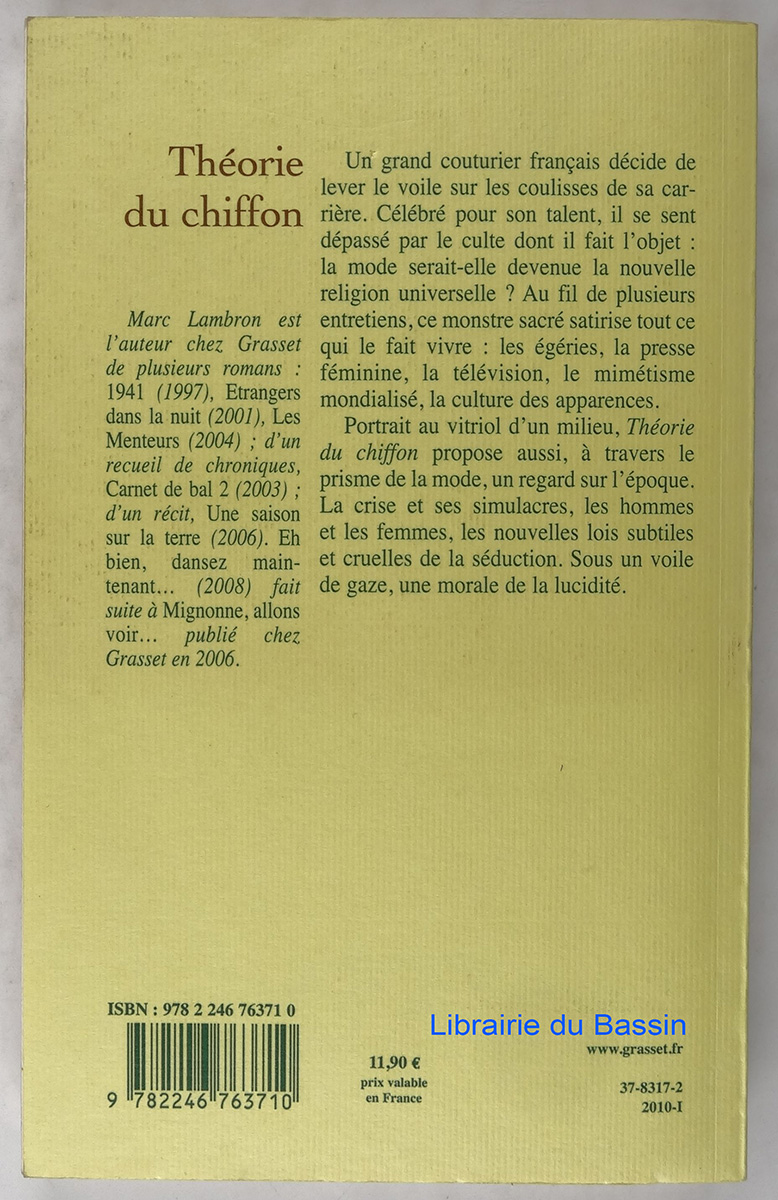 Théorie
du chiffon
Marc Lambron est
l'auteur chez Grasset
de plusieurs romans :
1941 (1997), Etrangers
dans la nuit (2001), Les
Menteurs (2004) ; d'un
recueil de chroniques,
Carnet de bal 2 (2003) ;
d'un récit, Une saison
sur la terre (2006). Eh
bien, dansez main-
tenant... (2008) fait
suite à Mignonne, allons
voir... publié chez
Grasset en 2006.
Un grand couturier français décide de
lever le voile sur les coulisses de sa car-
rière. Célébré pour son talent, il se sent
dépassé par le culte dont il fait l'objet :
la mode serait-elle devenue la nouvelle
religion universelle ? Au fil de plusieurs
entretiens, ce monstre sacré satirise tout ce
qui le fait vivre : les égéries, la presse
féminine, la télévision, le mimétisme
mondialisé, la culture des apparences.
Portrait au vitriol d'un milieu, Théorie
du chiffon propose aussi, à travers le
prisme de la mode, un regard sur l'époque.
La crise et ses simulacres, les hommes
et les femmes, les nouvelles lois subtiles
et cruelles de la séduction. Sous un voile
de gaze, une morale de la lucidité.
ISBN : 978 2 246 76371 0
9 782246 763710
11,90 €
prix valable
en France
Librairie du Bassin
www.grasset.fr
37-8317-2
2010-I